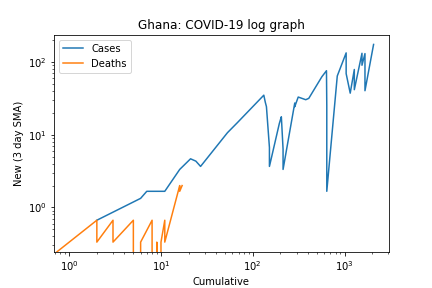 Ghana: COVID-19 log graph
Cases
Deaths
New (3 day SMA)
10²
10¹
10⁰
10⁰ 10¹ 10² 10³
Cumulative